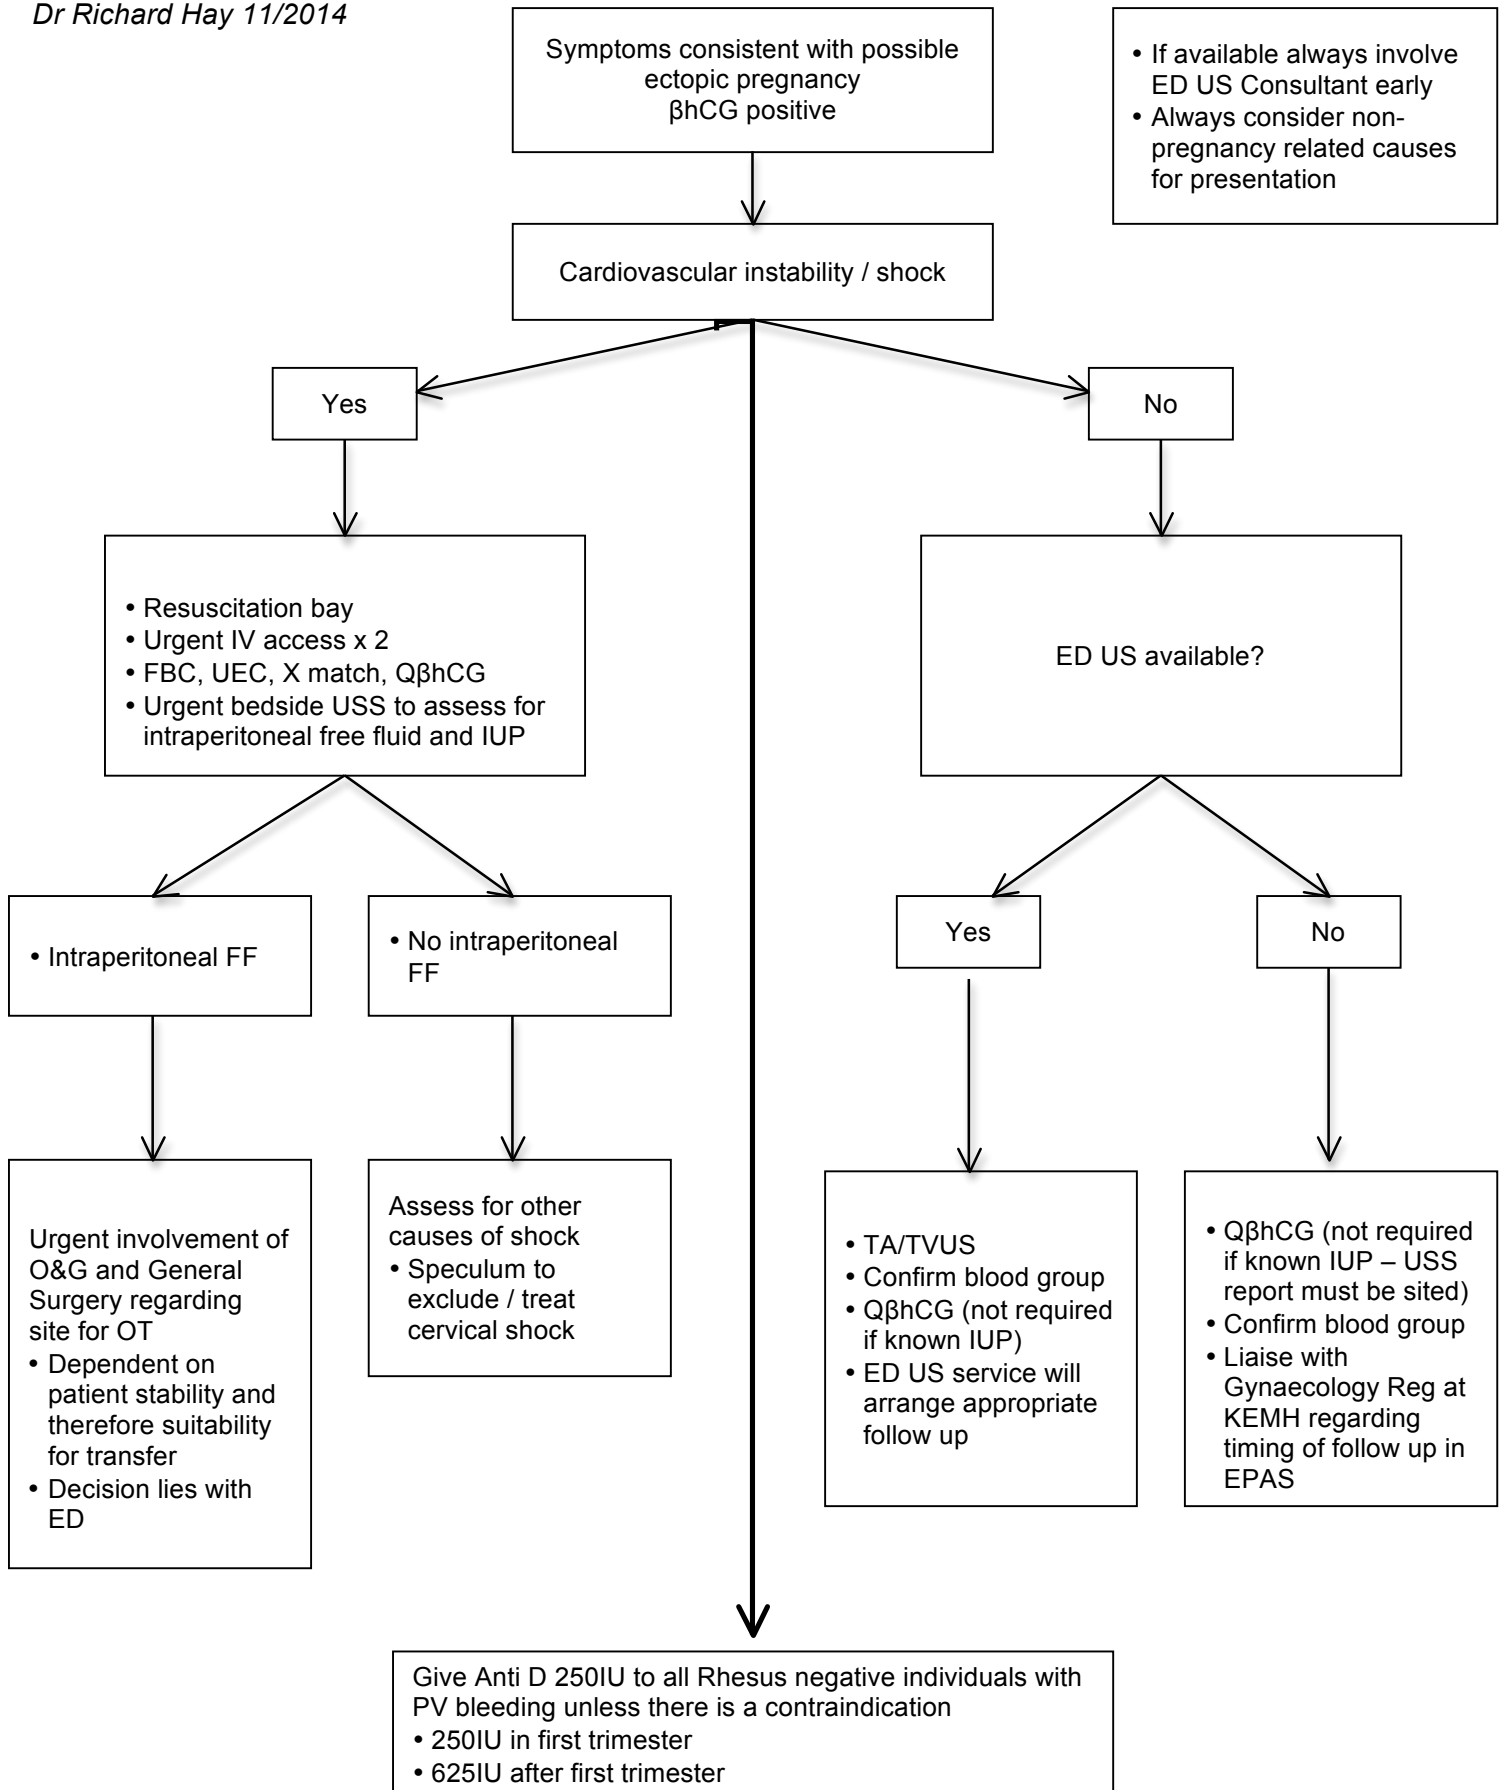 Dr Richard Hay 11/2014
Symptoms consistent with possible
ectopic pregnancy
βhCG positive
• If available always involve
ED US Consultant early
• Always consider non-
pregnancy related causes
for presentation
Cardiovascular instability / shock
Yes
No
• Resuscitation bay
• Urgent IV access x 2
• FBC, UEC, X match, QβhCG
• Urgent bedside USS to assess for
intraperitoneal free fluid and IUP
ED US available?
• Intraperitoneal FF
• No intraperitoneal
FF
Yes
No
Urgent involvement of
O&G and General
Surgery regarding
site for OT
• Dependent on
patient stability and
therefore suitability
for transfer
• Decision lies with
ED
Assess for other
causes of shock
• Speculum to
exclude / treat
cervical shock
• TA/TVUS
• Confirm blood group
• QβhCG (not required
if known IUP)
• ED US service will
arrange appropriate
follow up
• QβhCG (not required
if known IUP – USS
report must be sited)
• Confirm blood group
• Liaise with
Gynaecology Reg at
KEMH regarding
timing of follow up in
EPAS
Give Anti D 250IU to all Rhesus negative individuals with
PV bleeding unless there is a contraindication
• 250IU in first trimester
• 625IU after first trimester